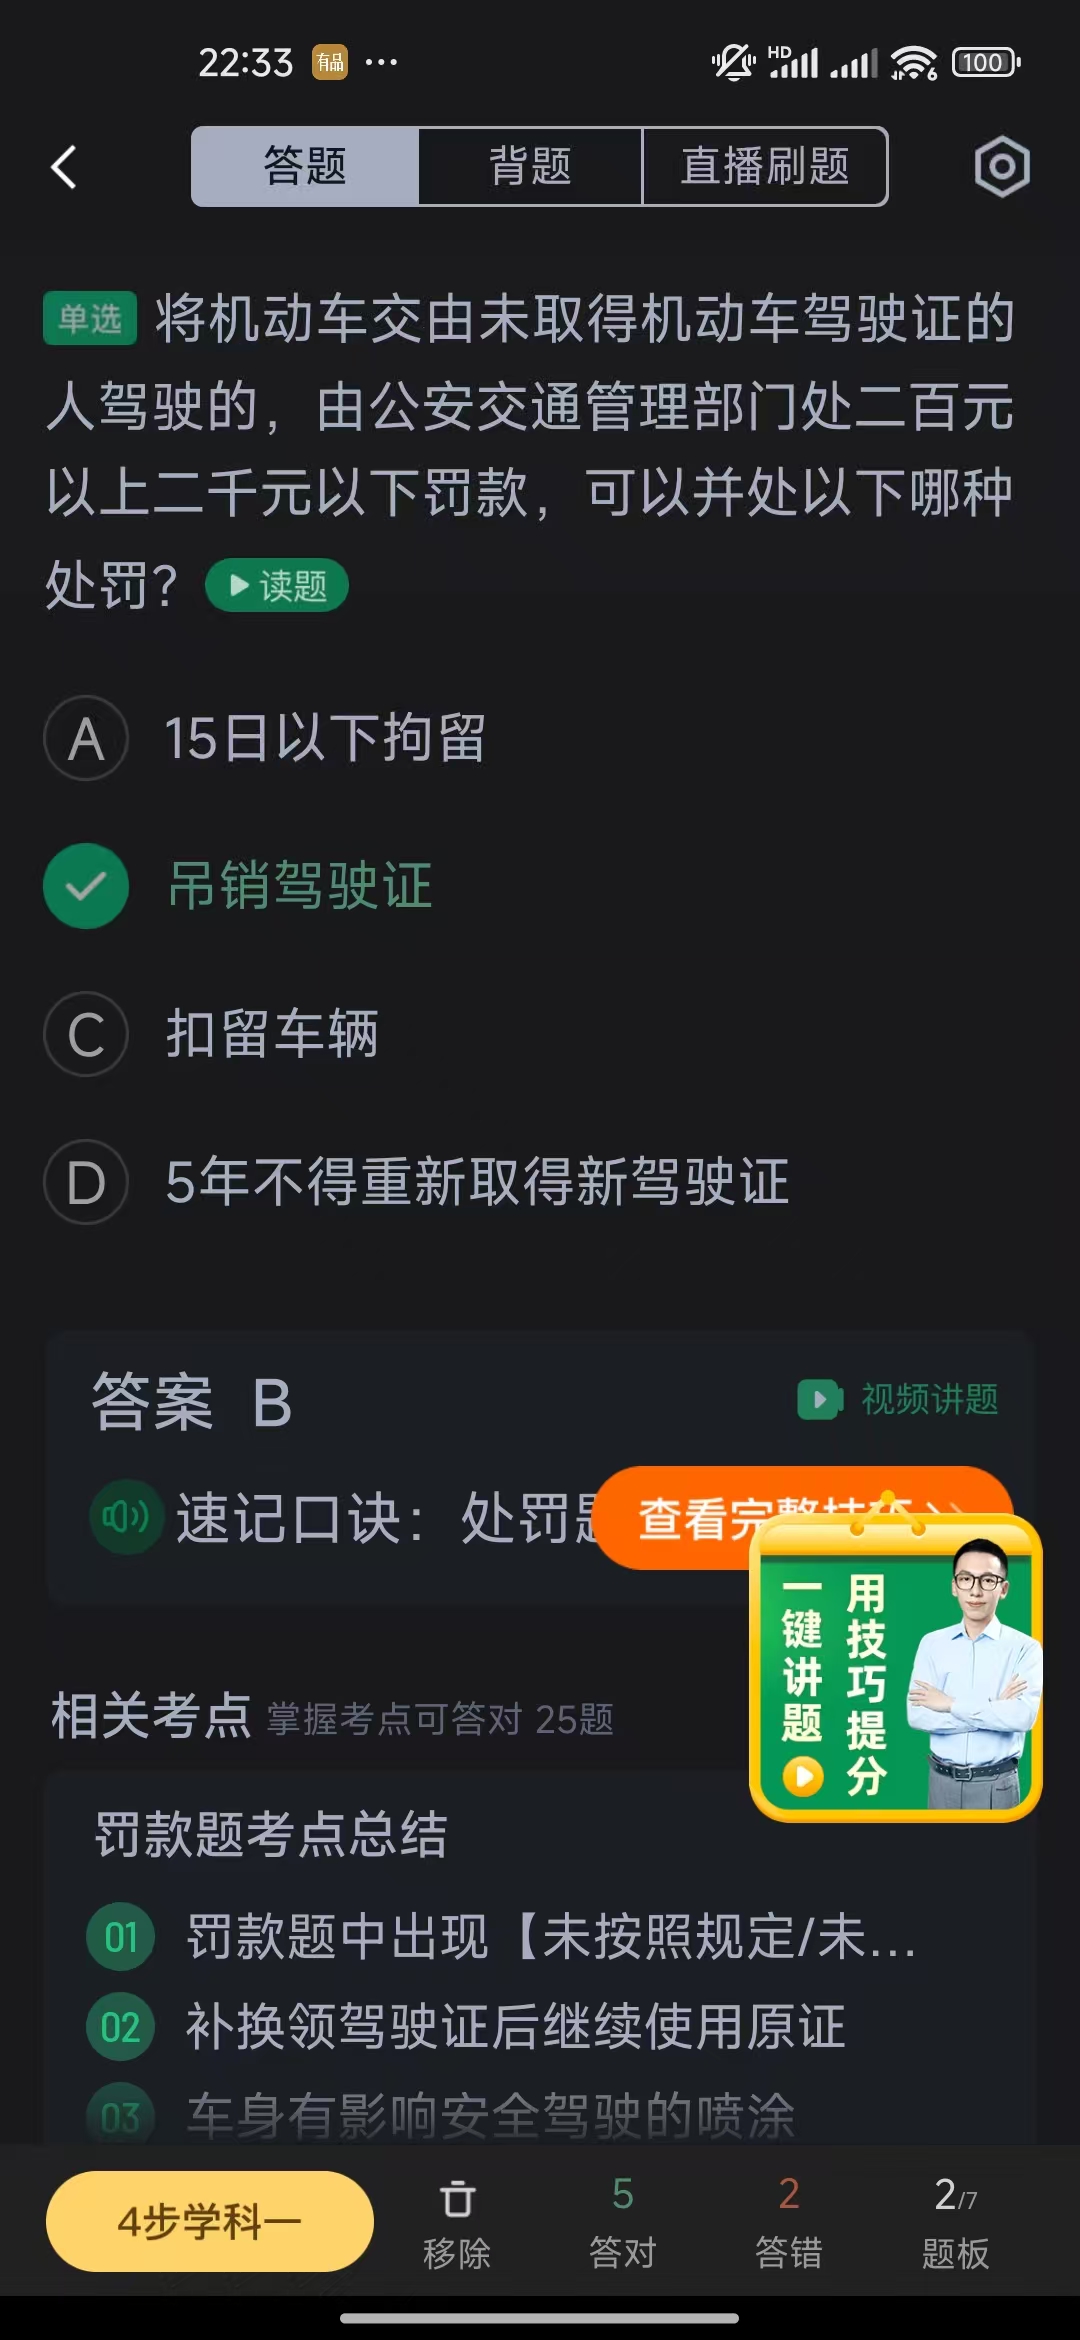 22:33 有品 ··· HD 6 100
答题 背题 直播刷题
单选 将机动车交由未取得机动车驾驶证的
人驾驶的，由公安交通管理部门处二百元
以上二千元以下罚款，可以并处以下哪种
处罚？ 读题
A 15日以下拘留
吊销驾驶证
C 扣留车辆
D 5年不得重新取得新驾驶证
答案 B 视频讲题
速记口诀：处罚 查看完整技巧
一键讲题
用技巧提分
相关考点 掌握考点可答对 25题
罚款题考点总结
01 罚款题中出现【未按照规定/未...
02 补换领驾驶证后继续使用原证
03 车身有影响安全驾驶的喷涂
4步学科一
移除
5 答对
2 答错
2/7 题板